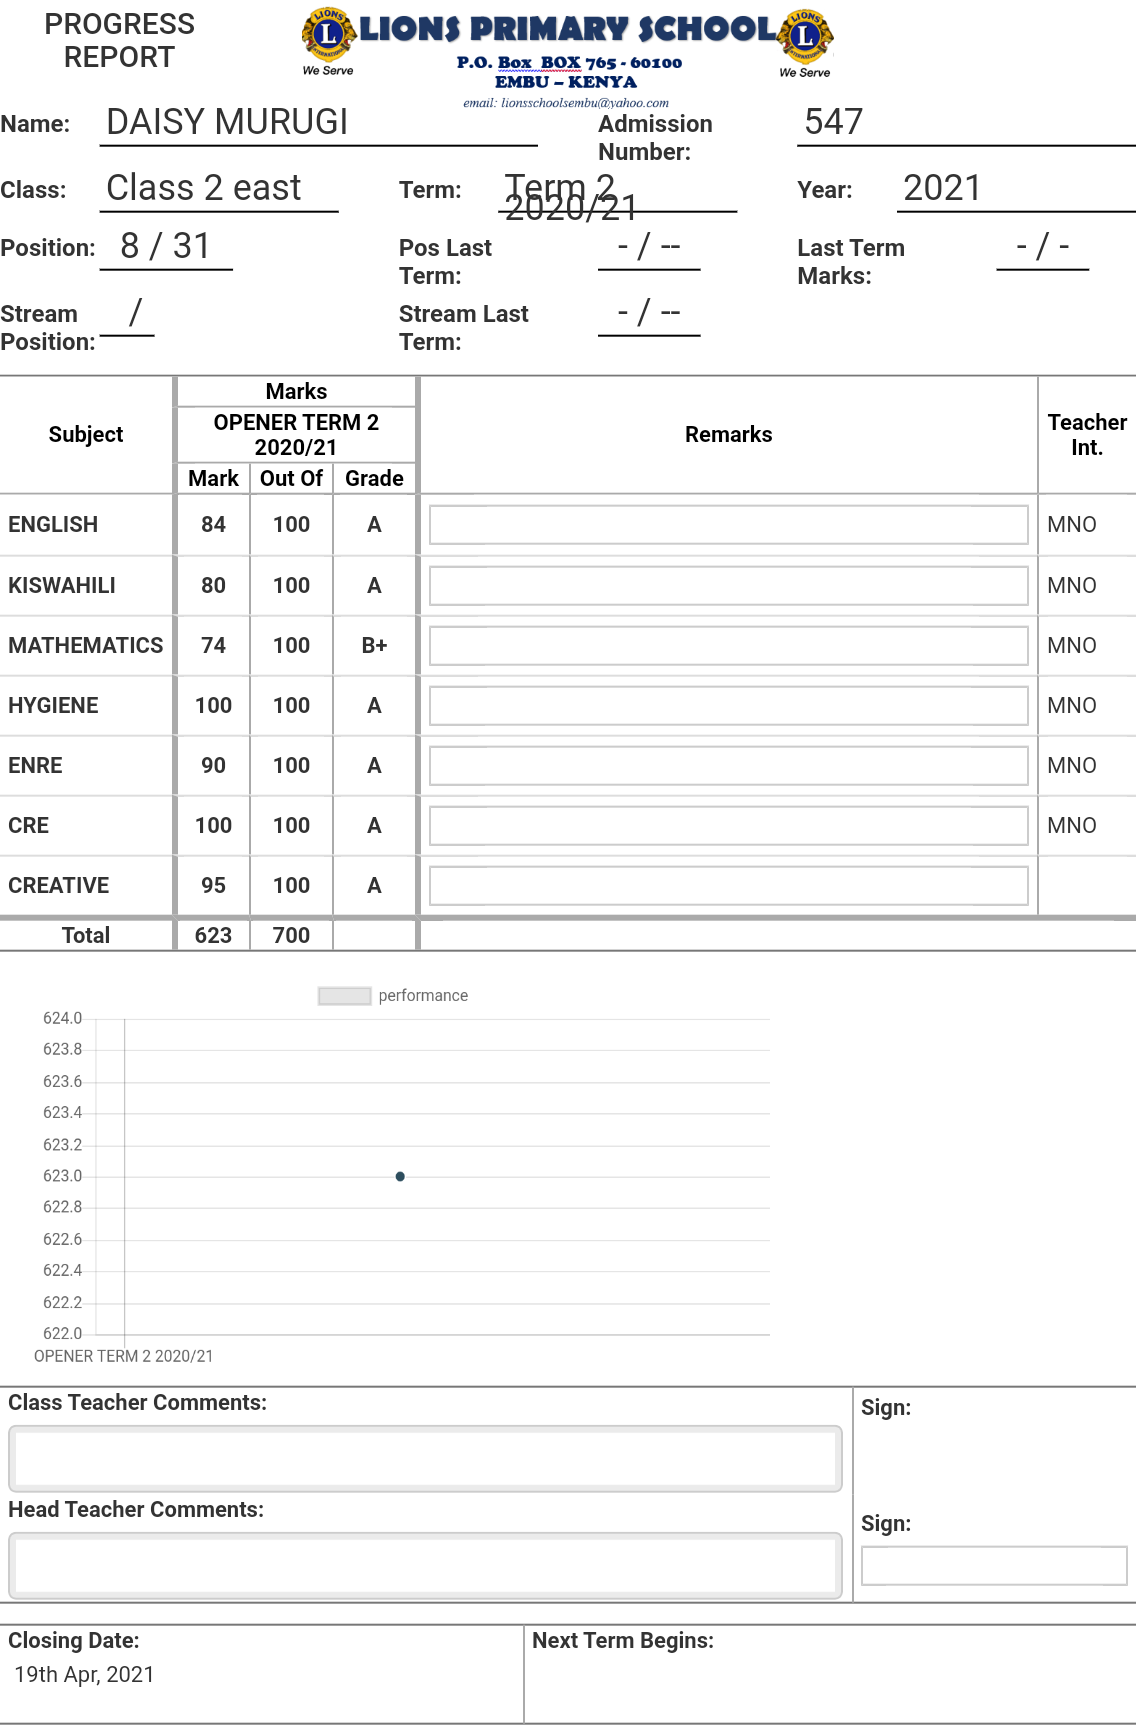 PROGRESS
REPORT
LIONS PRIMARY SCHOOL
We Serve
We Serve
P.O. Box BOX 765 - 60100
EMBU – KENYA
email: lionsschoolsembu@yahoo.com
Name: DAISY MURUGI Admission Number: 547
Class: Class 2 east Term: Term 2 2020/21 Year: 2021
Position: 8 / 31 Pos Last Term: - / -- Last Term Marks: - / -
Stream Position: / Stream Last Term: - / --
Subject Marks Remarks Teacher Int.
OPENER TERM 2 2020/21
Mark Out Of Grade
ENGLISH 84 100 A MNO
KISWAHILI 80 100 A MNO
MATHEMATICS 74 100 B+ MNO
HYGIENE 100 100 A MNO
ENRE 90 100 A MNO
CRE 100 100 A MNO
CREATIVE 95 100 A
Total 623 700
performance
624.0
623.8
623.6
623.4
623.2
623.0
622.8
622.6
622.4
622.2
622.0
OPENER TERM 2 2020/21
Class Teacher Comments: Sign:
Head Teacher Comments: Sign:
Closing Date: Next Term Begins:
19th Apr, 2021